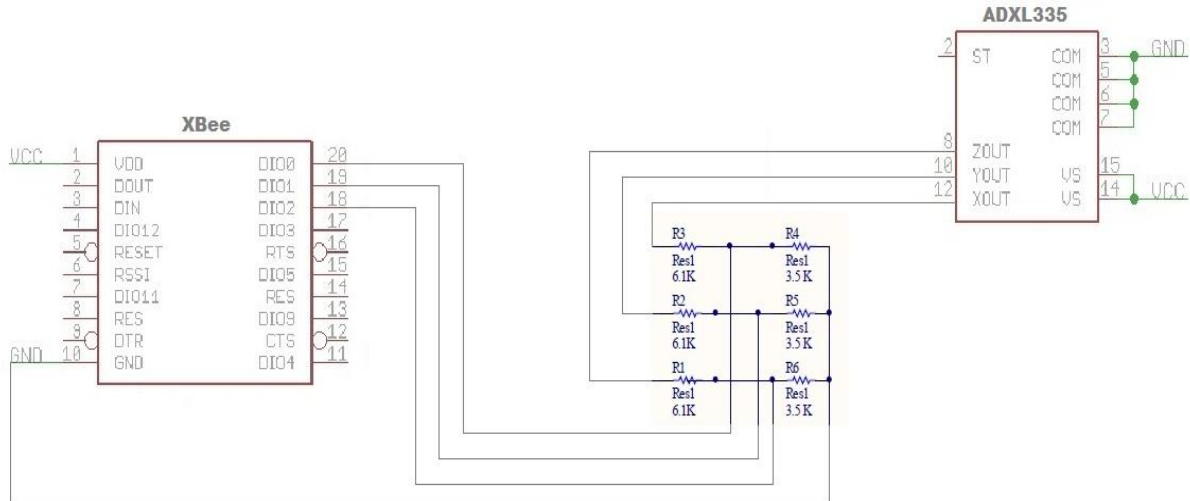 ADXL335
2 ST COM 3 GND
COM 5
COM 6
COM 7
8 ZOUT
10 YOUT VS 15
12 XOUT VS 14 VCC
XBee
VCC 1 VDD DIO0 20
2 DOUT DIO1 19
3 DIN DIO2 18
4 DIO12 DIO3 17
5 RESET RTS 16
6 RSSI DIO5 15
7 DIO11 RES 14
8 RES DIO9 13
9 DTR CTS 12
GND 10 GND DIO4 11
R3 R4
Res1 Res1
6.1K 3.5 K
R2 R5
Res1 Res1
6.1K 3.5K
R1 R6
Res1 Res1
6.1K 3.5 K